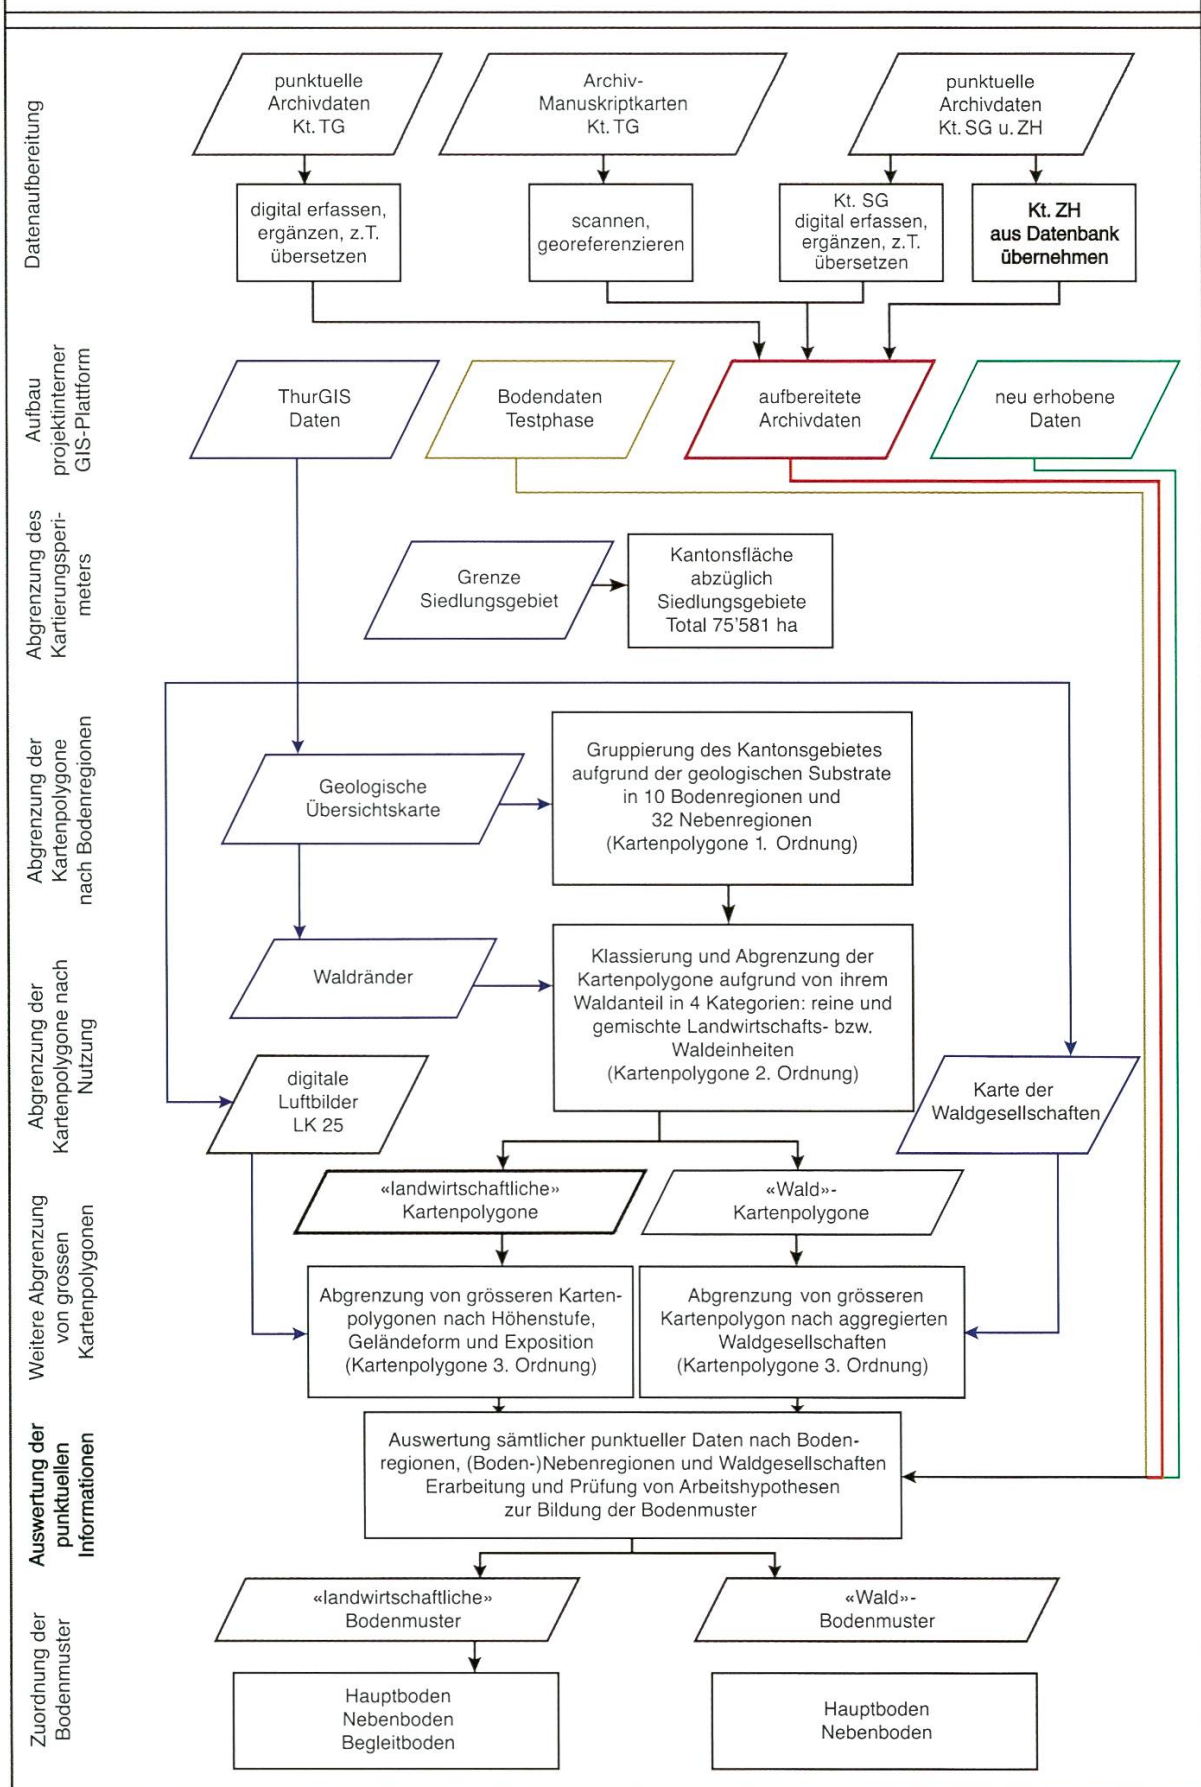 Datenaufbereitung
punktuelle
Archivdaten
Kt. TG
Archiv-
Manuskriptkarten
Kt. TG
punktuelle
Archivdaten
Kt. SG u. ZH
digital erfassen,
ergänzen, z.T.
übersetzen
scannen,
georeferenzieren
Kt. SG
digital erfassen,
ergänzen, z.T.
übersetzen
Kt. ZH
aus Datenbank
übernehmen
Aufbau
projektinterner
GIS-Plattform
ThurGIS
Daten
Bodendaten
Testphase
aufbereitete
Archivdaten
neu erhobene
Daten
Abgrenzung des
Kartierungsperi-
meters
Grenze
Siedlungsgebiet
Kantonsfläche
abzüglich
Siedlungsgebiete
Total 75'581 ha
Abgrenzung der
Kartenpolygone
nach Bodenregionen
Geologische
Übersichtskarte
Gruppierung des Kantonsgebietes
aufgrund der geologischen Substrate
in 10 Bodenregionen und
32 Nebenregionen
(Kartenpolygone 1. Ordnung)
Abgrenzung der
Kartenpolygone nach
Nutzung
Waldränder
Klassierung und Abgrenzung der
Kartenpolygone aufgrund von ihrem
Waldanteil in 4 Kategorien: reine und
gemischte Landwirtschafts- bzw.
Waldeinheiten
(Kartenpolygone 2. Ordnung)
digitale
Luftbilder
LK 25
Karte der
Waldgesellschaften
Weitere Abgrenzung
von grossen
Kartenpolygonen
«landwirtschaftliche»
Kartenpolygone
«Wald»-
Kartenpolygone
Abgrenzung von grösseren Karten-
polygonen nach Höhenstufe,
Geländeform und Exposition
(Kartenpolygone 3. Ordnung)
Abgrenzung von grösseren
Kartenpolygon nach aggregierten
Waldgesellschaften
(Kartenpolygone 3. Ordnung)
Auswertung der
punktuellen
Informationen
Auswertung sämtlicher punktueller Daten nach Boden-
regionen, (Boden-)Nebenregionen und Waldgesellschaften
Erarbeitung und Prüfung von Arbeitshypothesen
zur Bildung der Bodenmuster
Zuordnung der
Bodenmuster
«landwirtschaftliche»
Bodenmuster
«Wald»-
Bodenmuster
Hauptboden
Nebenboden
Begleitboden
Hauptboden
Nebenboden